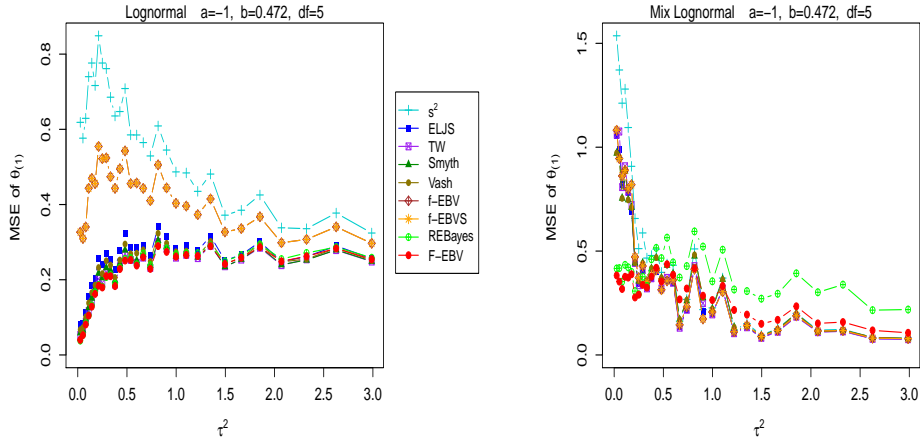 Lognormal a=−1, b=0.472, df=5
MSE of θ(1)
0.8
0.6
0.4
0.2
0.0
0.0 0.5 1.0 1.5 2.0 2.5 3.0
τ²
s²
ELJS
TW
Smyth
Vash
f−EBV
f−EBVS
REBayes
F−EBV
Mix Lognormal a=−1, b=0.472, df=5
MSE of θ(1)
1.5
1.0
0.5
0.0
0.0 0.5 1.0 1.5 2.0 2.5 3.0
τ²